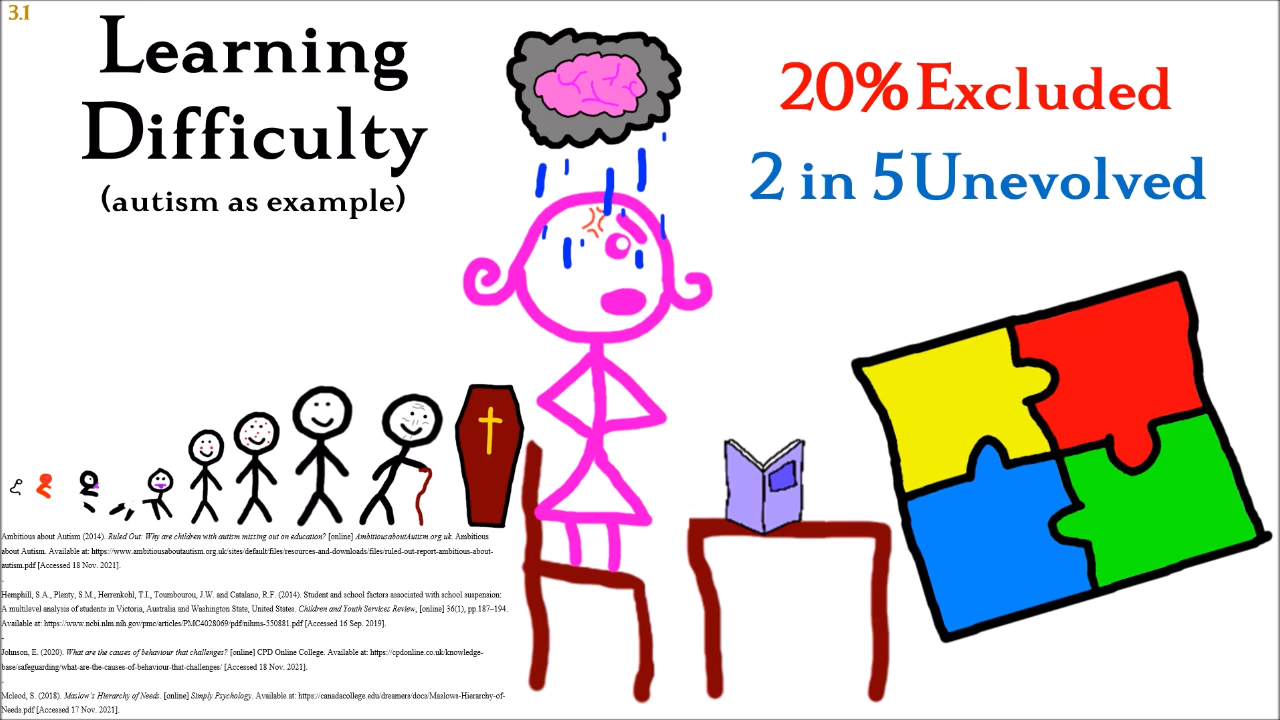 3.1
Learning
Difficulty
(autism as example)
20% Excluded
2 in 5 Unevolved
Ambitious about Autism (2014). Ruled Out: Why are children with autism missing out on education? [online] AmbitiousaboutAutism.org.uk. Ambitious
about Autism. Available at: https://www.ambitiousaboutautism.org.uk/sites/default/files/resources-and-downloads/files/ruled-out-report-ambitious-about-
autism.pdf [Accessed 18 Nov. 2021].
-
Hemphill, S.A., Plenty, S.M., Herrenkohl, T.I., Toumbourou, J.W. and Catalano, R.F. (2014). Student and school factors associated with school suspension:
A multilevel analysis of students in Victoria, Australia and Washington State, United States. Children and Youth Services Review, [online] 36(1), pp.187–194.
Available at: https://www.ncbi.nlm.nih.gov/pmc/articles/PMC4028069/pdf/nihms-550881.pdf [Accessed 16 Sep. 2019].
-
Johnson, E. (2020). What are the causes of behaviour that challenges? [online] CPD Online College. Available at: https://cpdonline.co.uk/knowledge-
base/safeguarding/what-are-the-causes-of-behaviour-that-challenges/ [Accessed 18 Nov. 2021].
-
Mcleod, S. (2018). Maslow's Hierarchy of Needs. [online] Simply Psychology. Available at: https://canadacollege.edu/dreamers/docs/Maslows-Hierarchy-of-
Needs.pdf [Accessed 17 Nov. 2021].